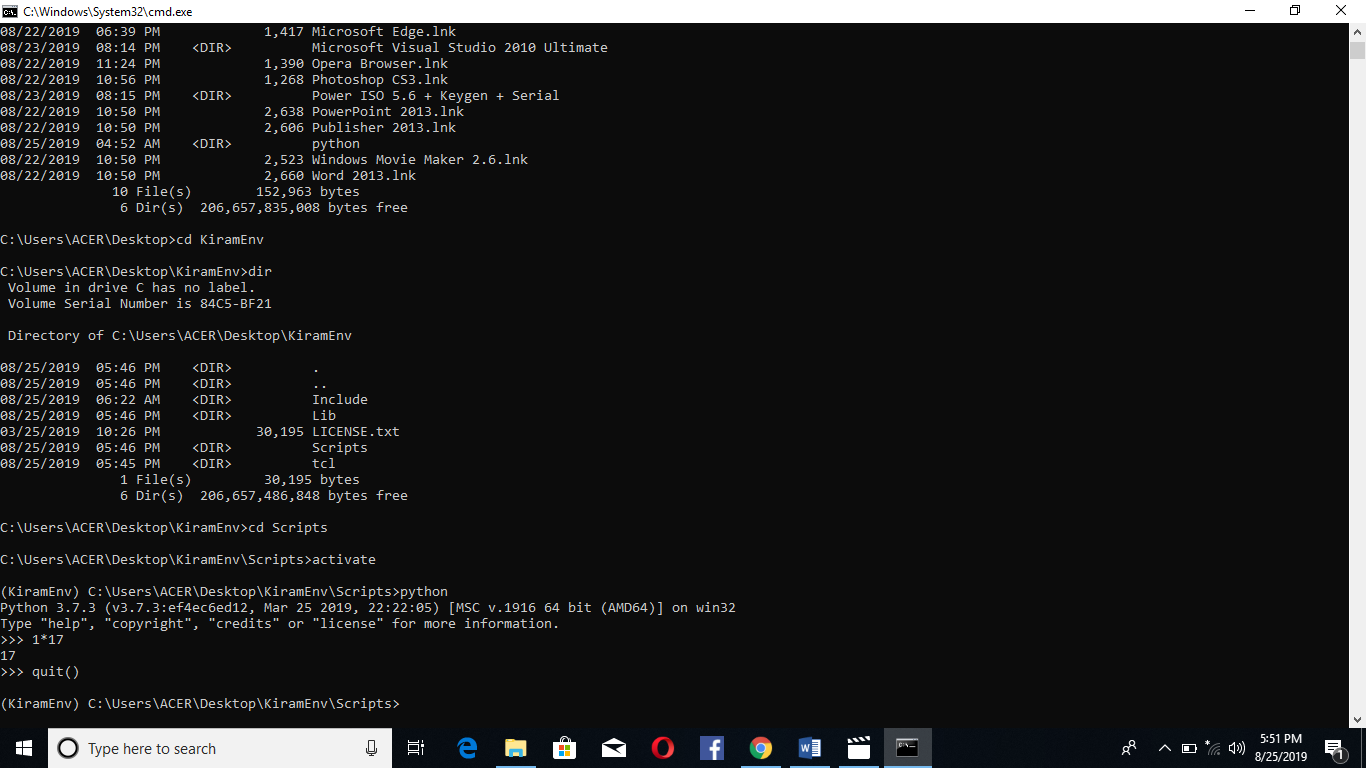 C:\Windows\System32\cmd.exe
08/22/2019  06:39 PM             1,417 Microsoft Edge.lnk
08/23/2019  08:14 PM    <DIR>          Microsoft Visual Studio 2010 Ultimate
08/22/2019  11:24 PM             1,390 Opera Browser.lnk
08/22/2019  10:56 PM             1,268 Photoshop CS3.lnk
08/23/2019  08:15 PM    <DIR>          Power ISO 5.6 + Keygen + Serial
08/22/2019  10:50 PM             2,638 PowerPoint 2013.lnk
08/22/2019  10:50 PM             2,606 Publisher 2013.lnk
08/25/2019  04:52 AM    <DIR>          python
08/22/2019  10:50 PM             2,523 Windows Movie Maker 2.6.lnk
08/22/2019  10:50 PM             2,660 Word 2013.lnk
              10 File(s)        152,963 bytes
               6 Dir(s)  206,657,835,008 bytes free
C:\Users\ACER\Desktop>cd KiramEnv
C:\Users\ACER\Desktop\KiramEnv>dir
 Volume in drive C has no label.
 Volume Serial Number is 84C5-BF21
 Directory of C:\Users\ACER\Desktop\KiramEnv
08/25/2019  05:46 PM    <DIR>          .
08/25/2019  05:46 PM    <DIR>          ..
08/25/2019  06:22 AM    <DIR>          Include
08/25/2019  05:46 PM    <DIR>          Lib
03/25/2019  10:26 PM            30,195 LICENSE.txt
08/25/2019  05:46 PM    <DIR>          Scripts
08/25/2019  05:45 PM    <DIR>          tcl
               1 File(s)         30,195 bytes
               6 Dir(s)  206,657,486,848 bytes free
C:\Users\ACER\Desktop\KiramEnv>cd Scripts
C:\Users\ACER\Desktop\KiramEnv\Scripts>activate
(KiramEnv) C:\Users\ACER\Desktop\KiramEnv\Scripts>python
Python 3.7.3 (v3.7.3:ef4ec6ed12, Mar 25 2019, 22:22:05) [MSC v.1916 64 bit (AMD64)] on win32
Type "help", "copyright", "credits" or "license" for more information.
>>> 1*17
17
>>> quit()
(KiramEnv) C:\Users\ACER\Desktop\KiramEnv\Scripts>
Type here to search
5:51 PM
8/25/2019
1